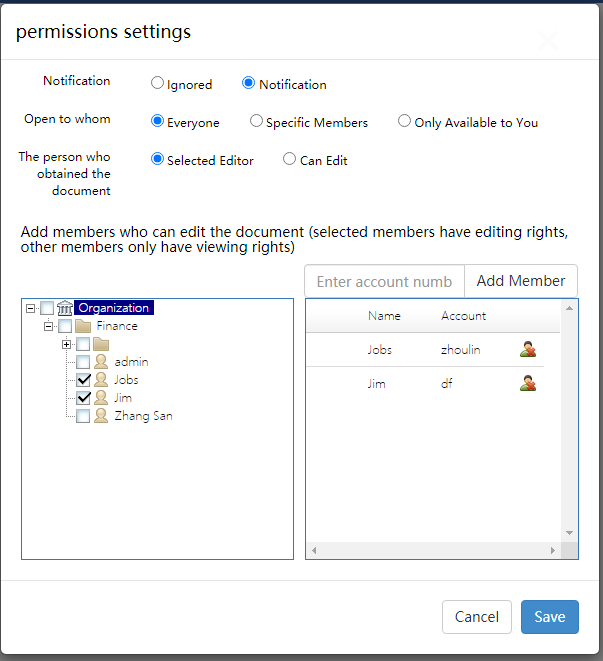 permissions settings
Notification
Ignored
Notification
Open to whom
Everyone
Specific Members
Only Available to You
The person who
obtained the
document
Selected Editor
Can Edit
Add members who can edit the document (selected members have editing rights,
other members only have viewing rights)
Enter account numb
Add Member
Organization
Finance
admin
Jobs
Jim
Zhang San
Name Account
Jobs zhoulin
Jim df
Cancel
Save